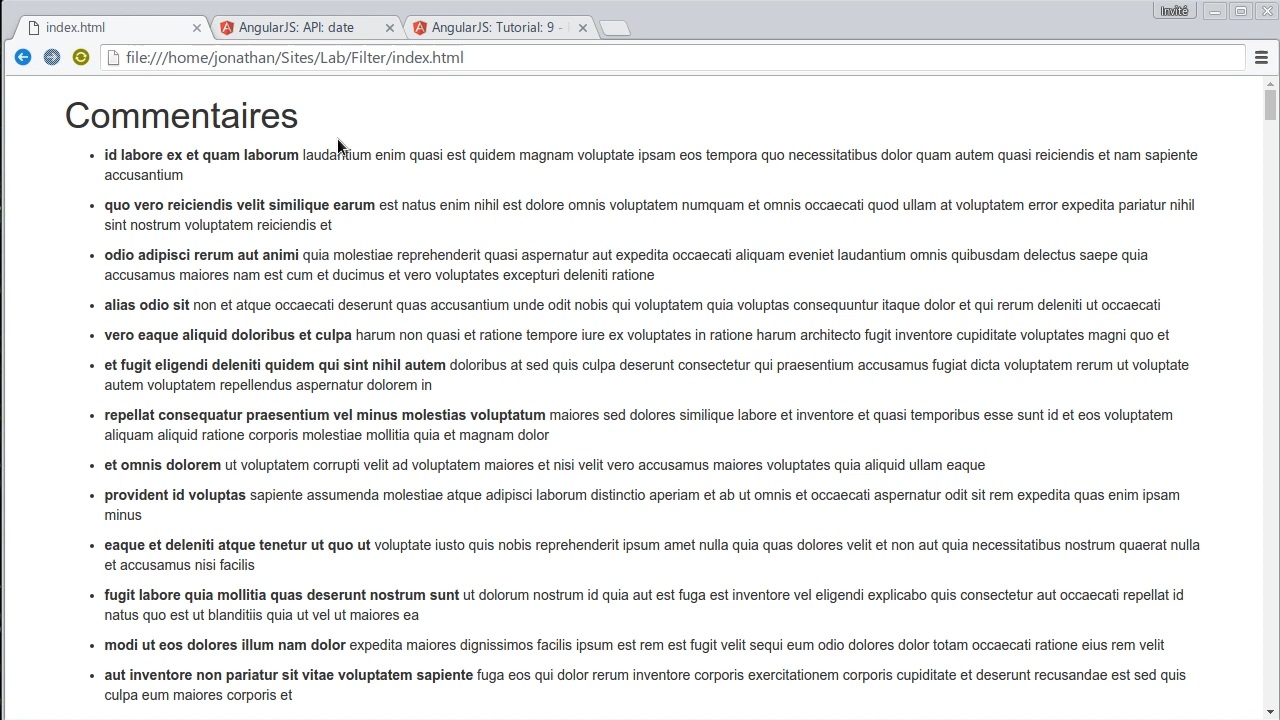 Invité
index.html
AngularJS: API: date
AngularJS: Tutorial: 9 -
file:///home/jonathan/Sites/Lab/Filter/index.html
Commentaires
id labore ex et quam laborum laudantium enim quasi est quidem magnam voluptate ipsam eos tempora quo necessitatibus dolor quam autem quasi reiciendis et nam sapiente
accusantium
quo vero reiciendis velit similique earum est natus enim nihil est dolore omnis voluptatem numquam et omnis occaecati quod ullam at voluptatem error expedita pariatur nihil
sint nostrum voluptatem reiciendis et
odio adipisci rerum aut animi quia molestiae reprehenderit quasi aspernatur aut expedita occaecati aliquam eveniet laudantium omnis quibusdam delectus saepe quia
accusamus maiores nam est cum et ducimus et vero voluptates excepturi deleniti ratione
alias odio sit non et atque occaecati deserunt quas accusantium unde odit nobis qui voluptatem quia voluptas consequuntur itaque dolor et qui rerum deleniti ut occaecati
vero eaque aliquid doloribus et culpa harum non quasi et ratione tempore iure ex voluptates in ratione harum architecto fugit inventore cupiditate voluptates magni quo et
et fugit eligendi deleniti quidem qui sint nihil autem doloribus at sed quis culpa deserunt consectetur qui praesentium accusamus fugiat dicta voluptatem rerum ut voluptate
autem voluptatem repellendus aspernatur dolorem in
repellat consequatur praesentium vel minus molestias voluptatum maiores sed dolores similique labore et inventore et quasi temporibus esse sunt id et eos voluptatem
aliquam aliquid ratione corporis molestiae mollitia quia et magnam dolor
et omnis dolorem ut voluptatem corrupti velit ad voluptatem maiores et nisi velit vero accusamus maiores voluptates quia aliquid ullam eaque
provident id voluptas sapiente assumenda molestiae atque adipisci laborum distinctio aperiam et ab ut omnis et occaecati aspernatur odit sit rem expedita quas enim ipsam
minus
eaque et deleniti atque tenetur ut quo ut voluptate iusto quis nobis reprehenderit ipsum amet nulla quia quas dolores velit et non aut quia necessitatibus nostrum quaerat nulla
et accusamus nisi facilis
fugit labore quia mollitia quas deserunt nostrum sunt ut dolorum nostrum id quia aut est fuga est inventore vel eligendi explicabo quis consectetur aut occaecati repellat id
natus quo est ut blanditiis quia ut vel ut maiores ea
modi ut eos dolores illum nam dolor expedita maiores dignissimos facilis ipsum est rem est fugit velit sequi eum odio dolores dolor totam occaecati ratione eius rem velit
aut inventore non pariatur sit vitae voluptatem sapiente fuga eos qui dolor rerum inventore corporis exercitationem corporis cupiditate et deserunt recusandae est sed quis
culpa eum maiores corporis et